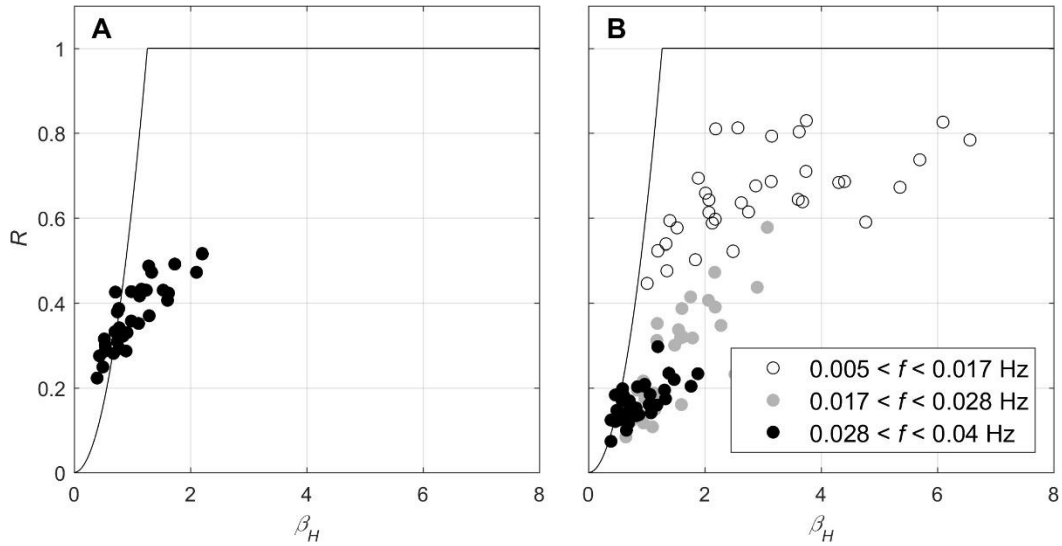 A
B
1
0.8
0.6
0.4
0.2
0
R
0 2 4 6 8
0 2 4 6 8
β_H
β_H
0.005 < f < 0.017 Hz
0.017 < f < 0.028 Hz
0.028 < f < 0.04 Hz